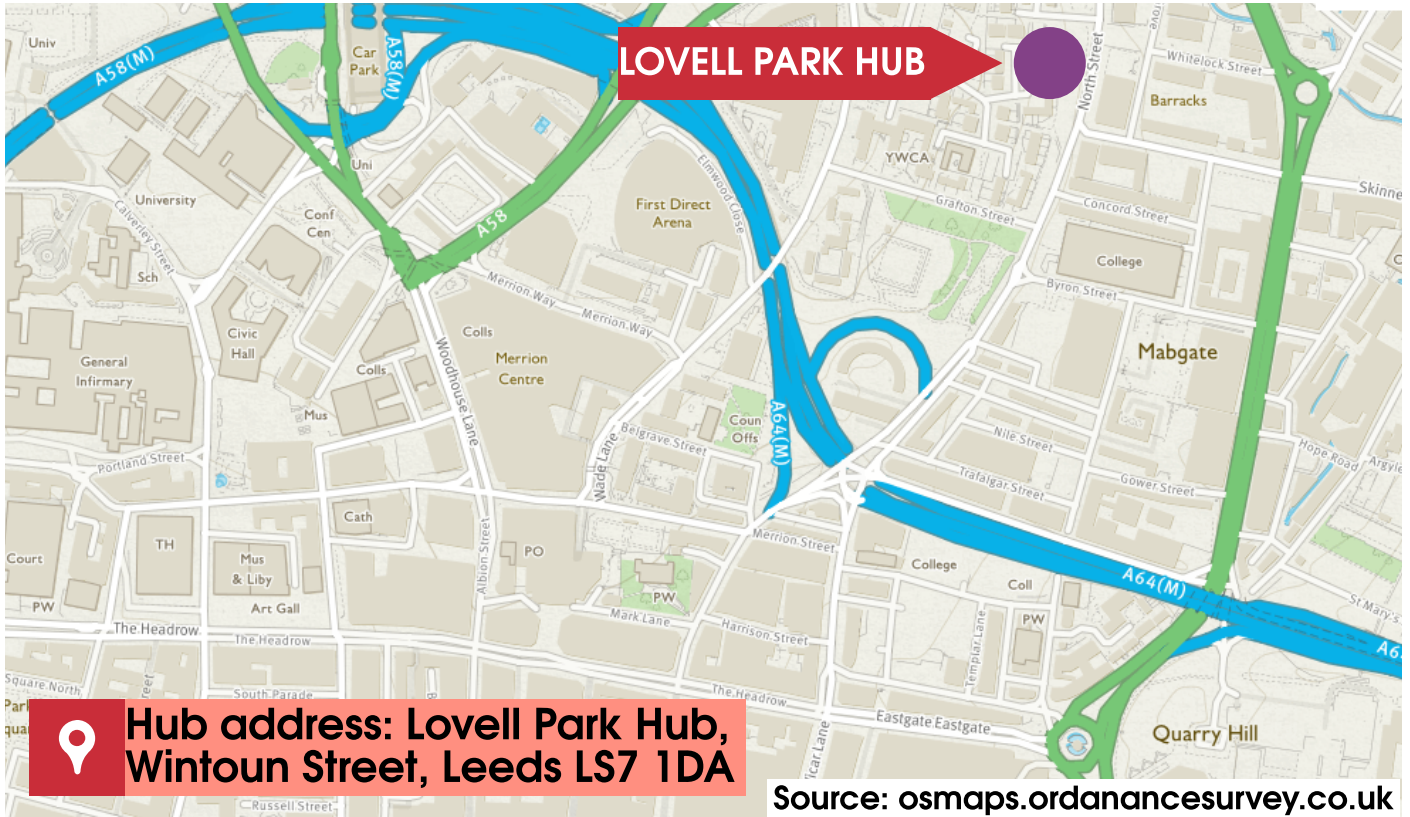 Univ
A58(M)
Car
Park
A58(M)
LOVELL PARK HUB
North Street
Whitelock Street
Barracks
Uni
YWCA
Elmwood Close
University
Calverley Street
Conf
Cen
A58
First Direct
Arena
Grafton Street
Concord Street
Skinne
Sch
College
Byron Street
Merrion Way
Merrion Way
Civic
Hall
Colls
Merrion
Centre
Mabgate
General
Infirmary
Colls
Woodhouse Lane
Mus
Coun
Offs
A64(M)
Belgrave Street
Wade Lane
Nile Street
Hope Road
Argyle
Portland Street
Trafalgar Street
Gower Street
Cath
Court
TH
Mus
& Liby
Albion Street
PO
Merrion Street
College
Coll
A64(M)
PW
Art Gall
PW
PW
St Mary's
Mark Lane
Harrison Street
Templar Lane
The Headrow
The Headrow
A6
Square North
South Parade
The Headrow
Eastgate Eastgate
Quarry Hill
Hub address: Lovell Park Hub,
Wintoun Street, Leeds LS7 1DA
Source: osmaps.ordanancesurvey.co.uk
Russell Street